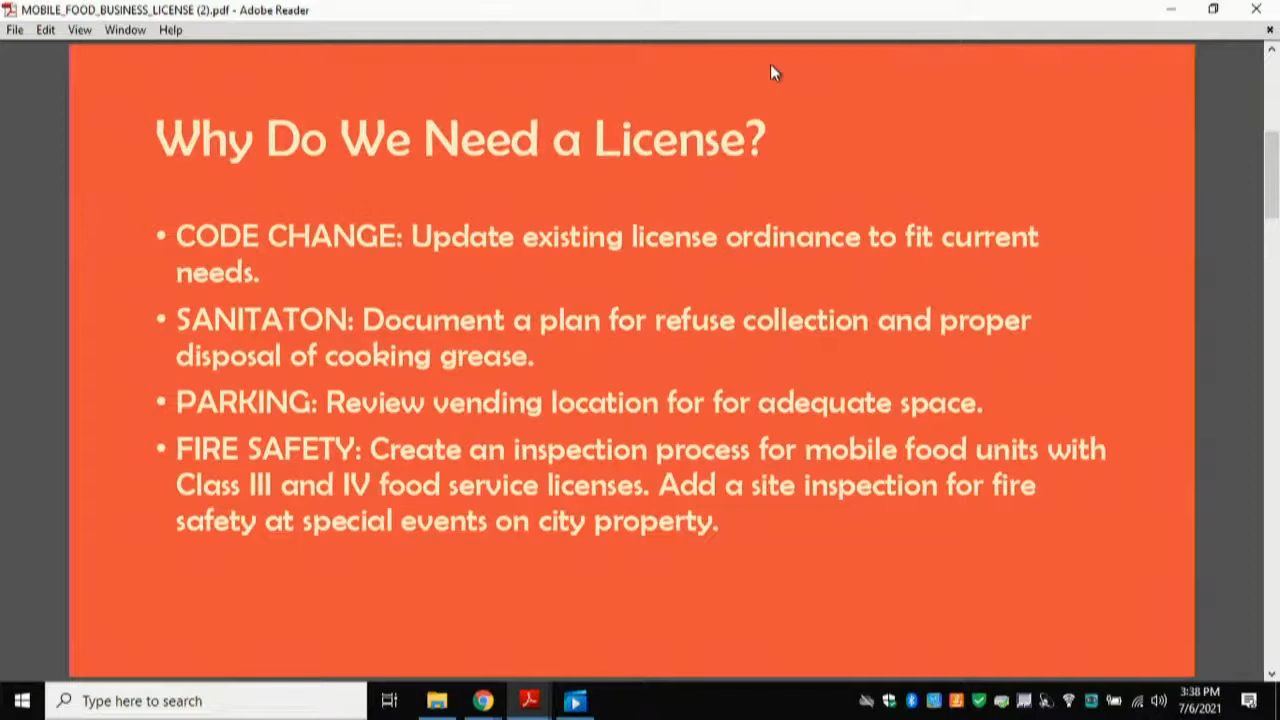 MOBILE_FOOD_BUSINESS_LICENSE (2).pdf - Adobe Reader
File Edit View Window Help
Why Do We Need a License?
• CODE CHANGE: Update existing license ordinance to fit current
needs.
• SANITATON: Document a plan for refuse collection and proper
disposal of cooking grease.
• PARKING: Review vending location for for adequate space.
• FIRE SAFETY: Create an inspection process for mobile food units with
Class III and IV food service licenses. Add a site inspection for fire
safety at special events on city property.
Type here to search
3:38 PM
7/6/2021